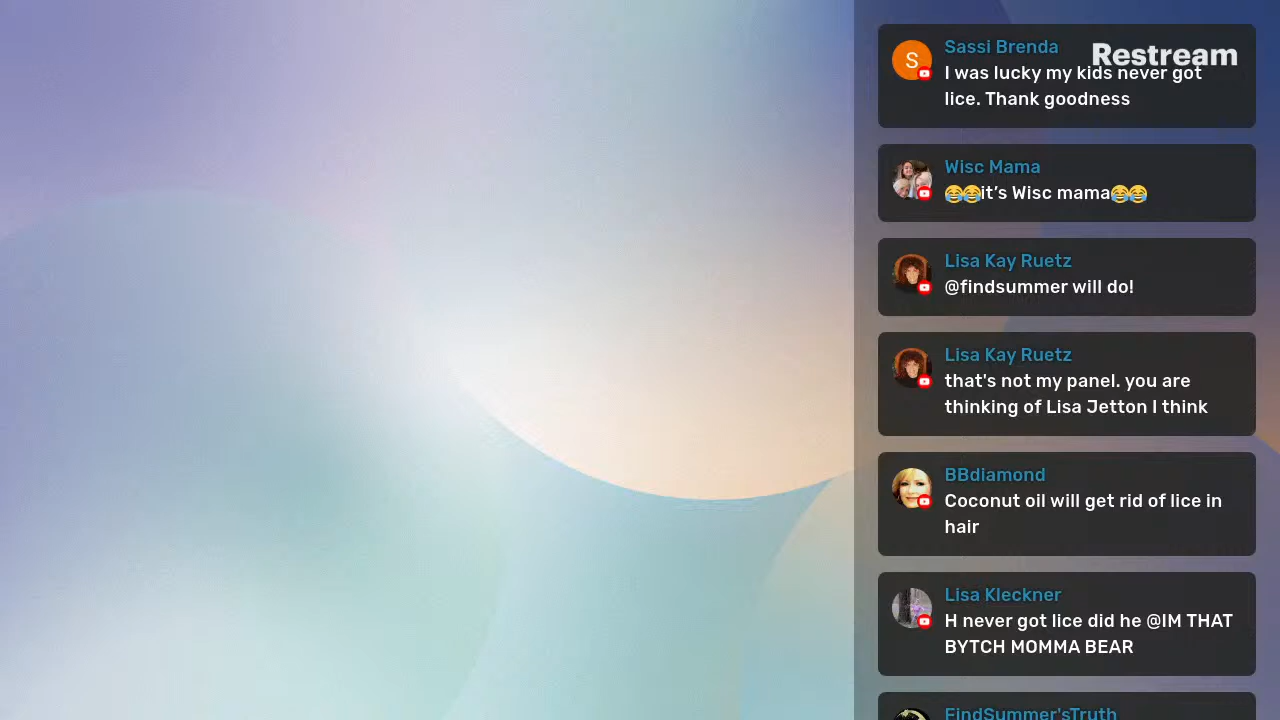 Restream
Sassi Brenda
I was lucky my kids never got
lice. Thank goodness
Wisc Mama
😂😂it’s Wisc mama😂😂
Lisa Kay Ruetz
@findsummer will do!
Lisa Kay Ruetz
that's not my panel. you are
thinking of Lisa Jetton I think
BBdiamond
Coconut oil will get rid of lice in
hair
Lisa Kleckner
H never got lice did he @IM THAT
BYTCH MOMMA BEAR
FindSummer'sTruth
S